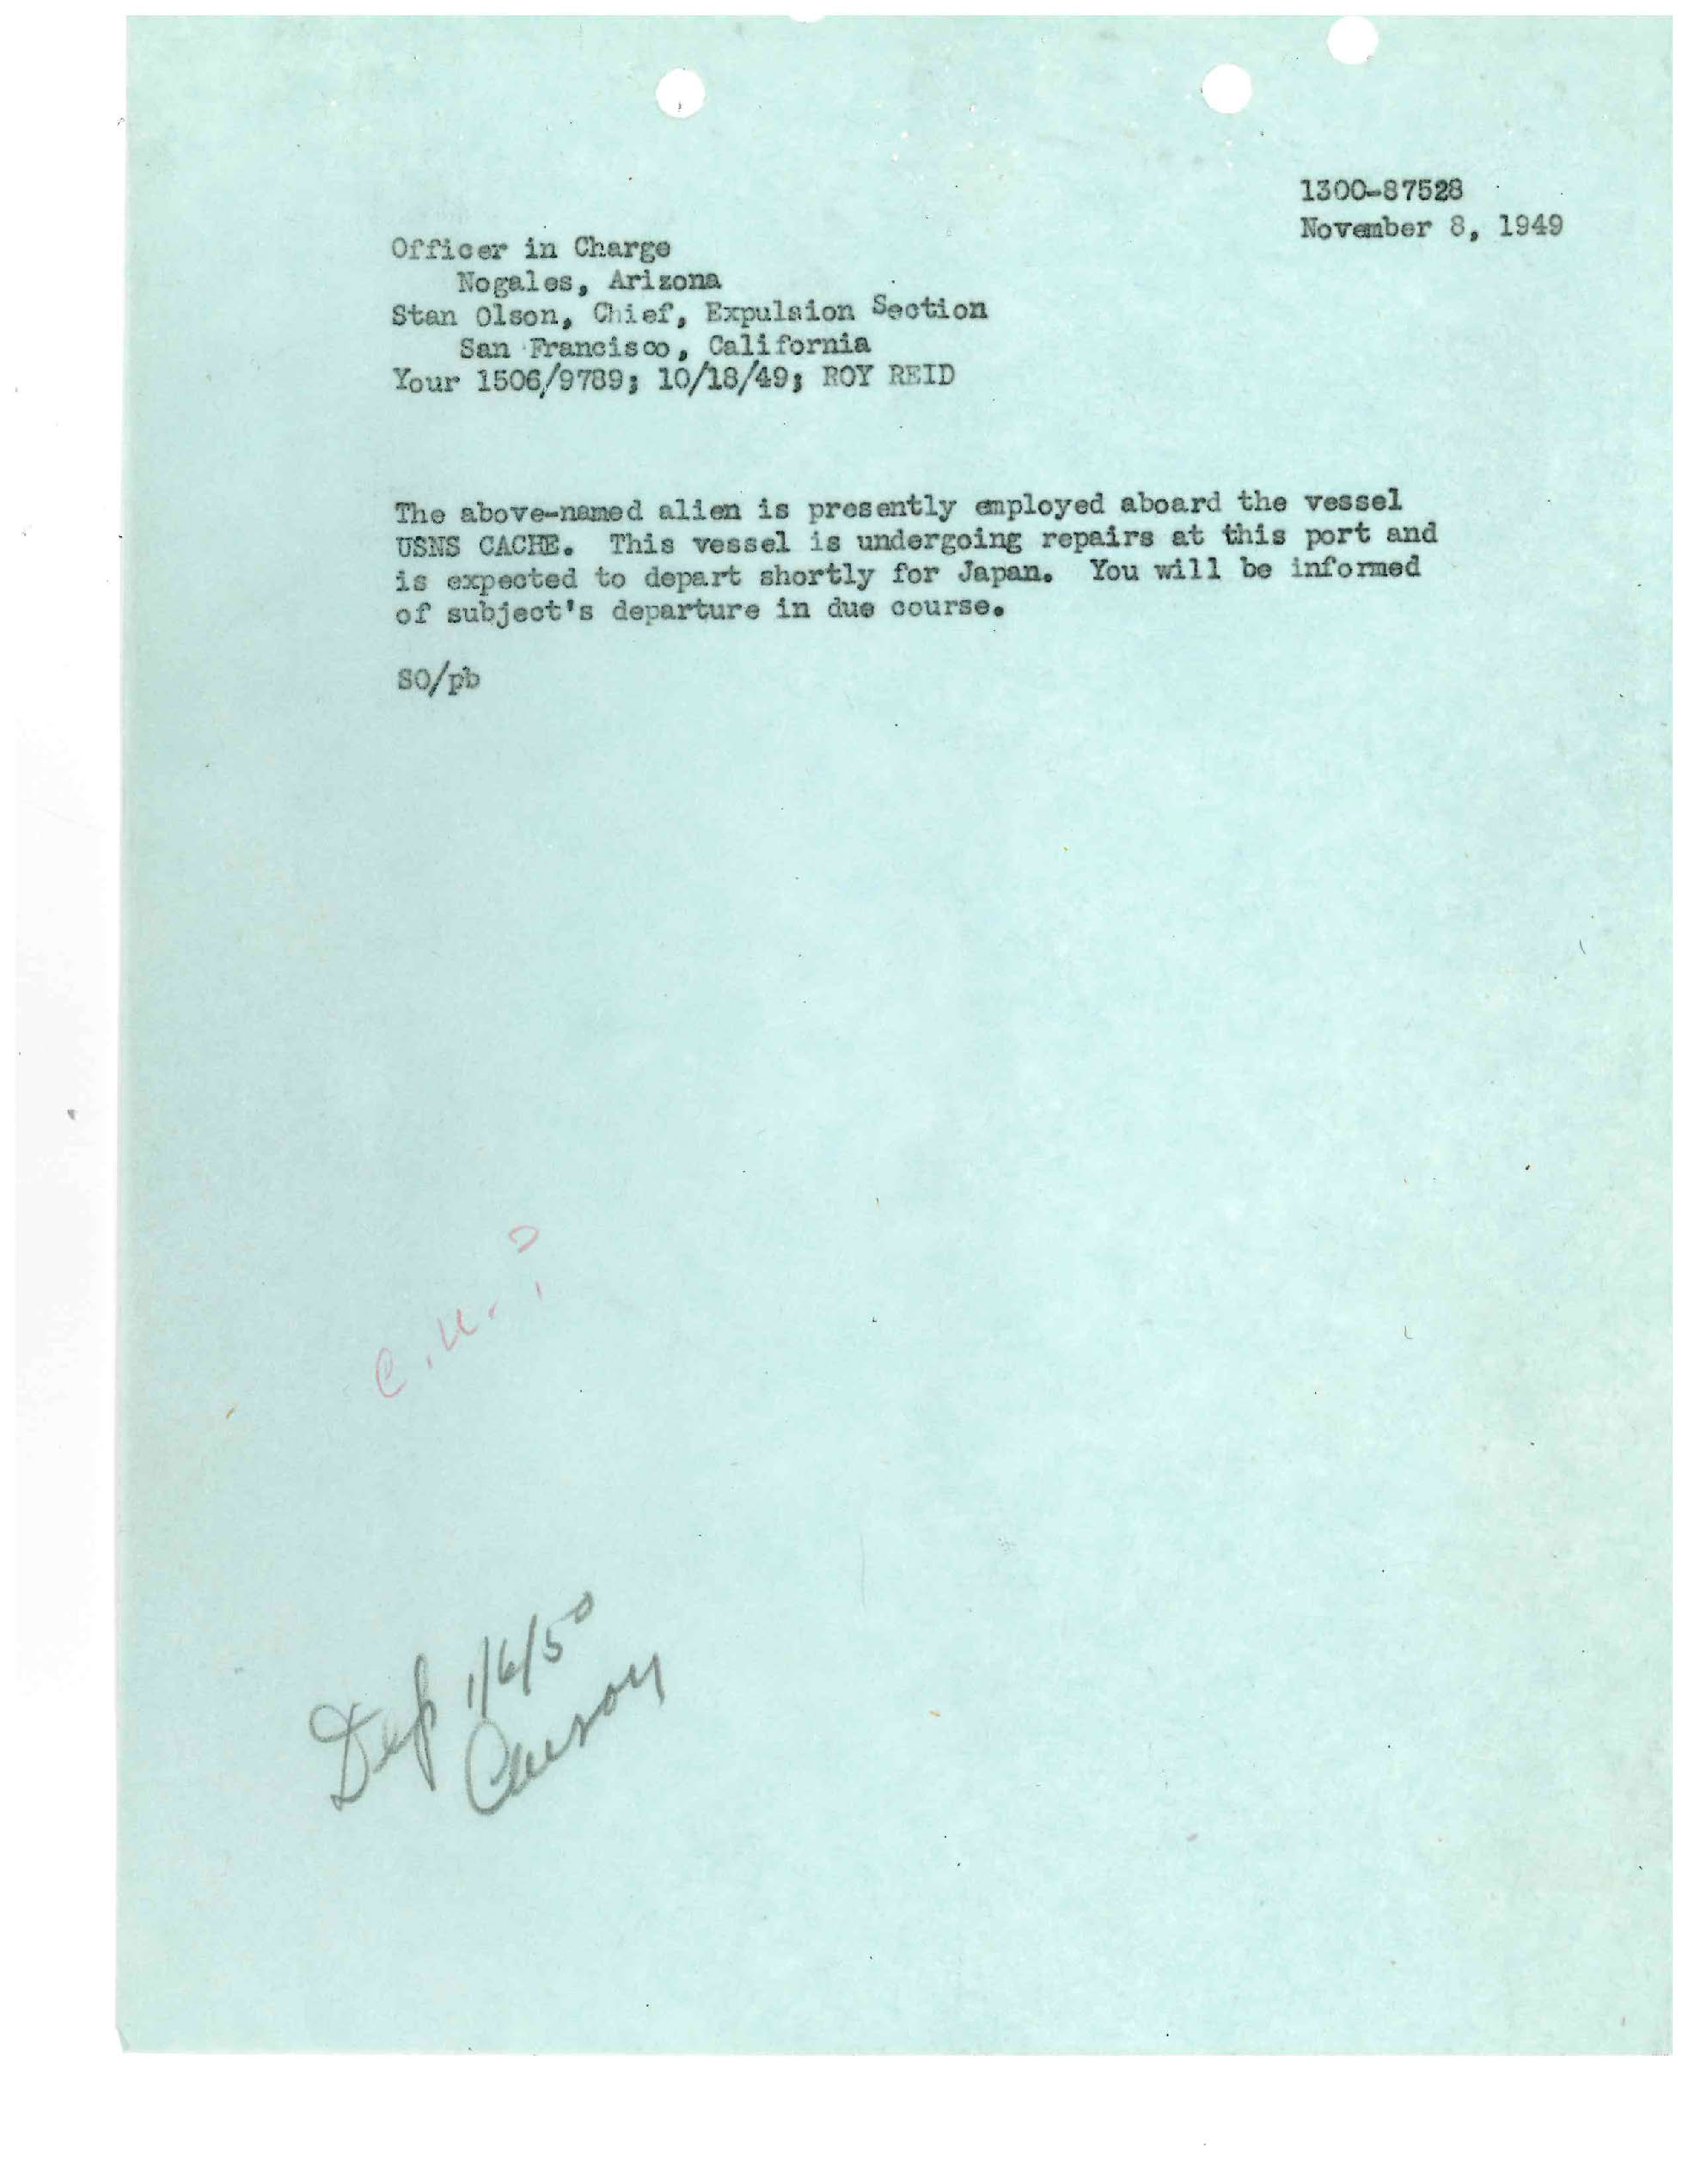 1300-87528
November 8, 1949
Officer in Charge
Nogales, Arizona
Stan Olson, Chief, Expulsion Section
San Francisco, California
Your 1506/9789; 10/18/49; ROY REID
The above-named alien is presently employed aboard the vessel
USNS CACHE. This vessel is undergoing repairs at this port and
is expected to depart shortly for Japan. You will be informed
of subject's departure in due course.
SO/pb
C.U.?
Dep 1/6/50